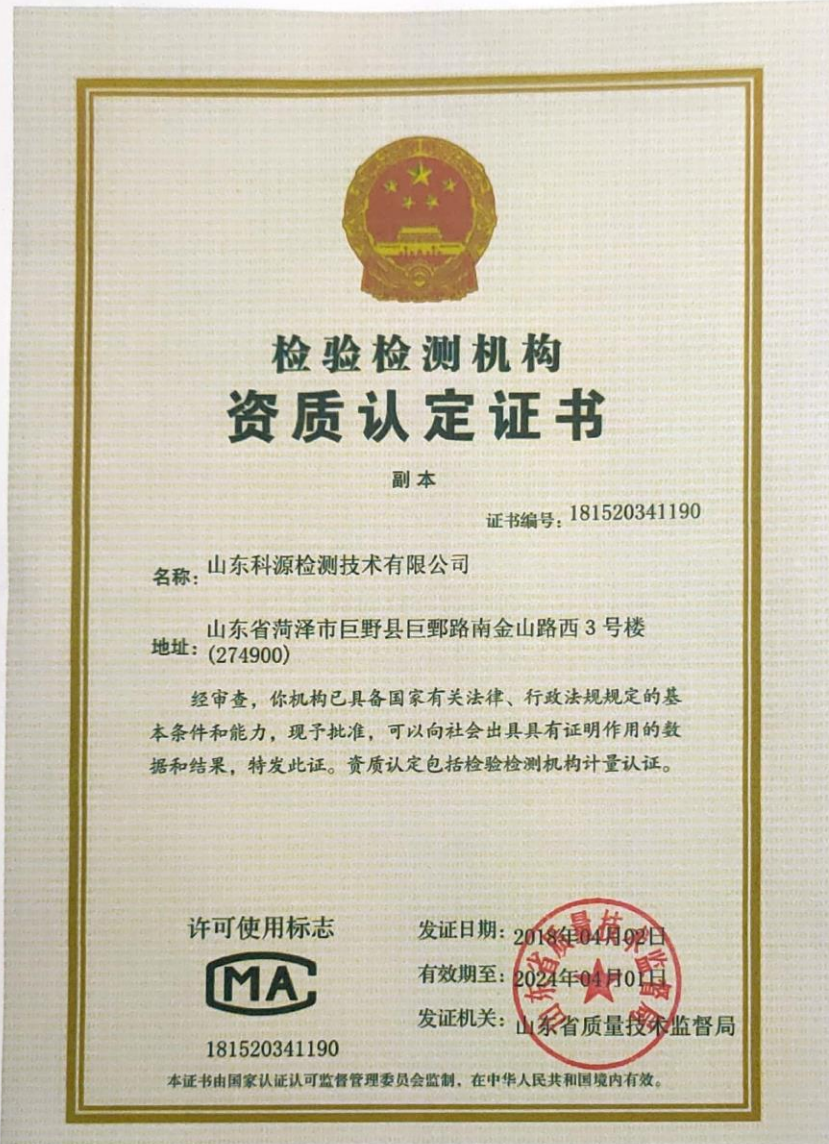 检验检测机构
资质认定证书
副本
证书编号：181520341190
名称：山东科源检测技术有限公司
地址：山东省菏泽市巨野县巨鄄路南金山路西3号楼
(274900)
经审查，你机构已具备国家有关法律、行政法规规定的基
本条件和能力，现予批准，可以向社会出具具有证明作用的数
据和结果，特发此证。资质认定包括检验检测机构计量认证。
许可使用标志
MA
181520341190
发证日期：2018年04月02日
有效期至：2024年04月01日
发证机关：山东省质量技术监督局
山东省质量技术监督局
本证书由国家认证认可监督管理委员会监制，在中华人民共和国境内有效。